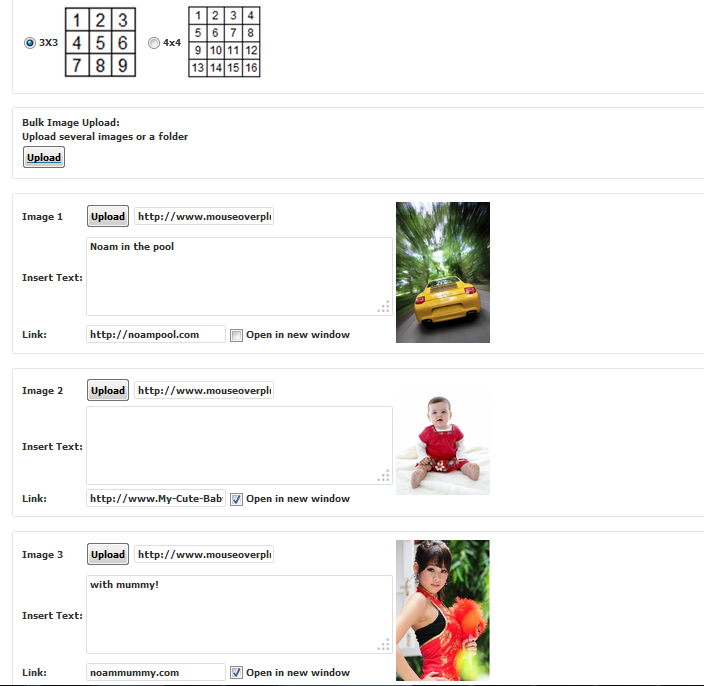 3X3
1 2 3
4 5 6
7 8 9
4x4
1 2 3 4
5 6 7 8
9 10 11 12
13 14 15 16
Bulk Image Upload:
Upload several images or a folder
Upload
Image 1 Upload http://www.mouseoverpl
Noam in the pool
Insert Text:
Link: http://noampool.com Open in new window
Image 2 Upload http://www.mouseoverpl
Insert Text:
Link: http://www.My-Cute-Bab Open in new window
Image 3 Upload http://www.mouseoverpl
with mummy!
Insert Text:
Link: noammummy.com Open in new window